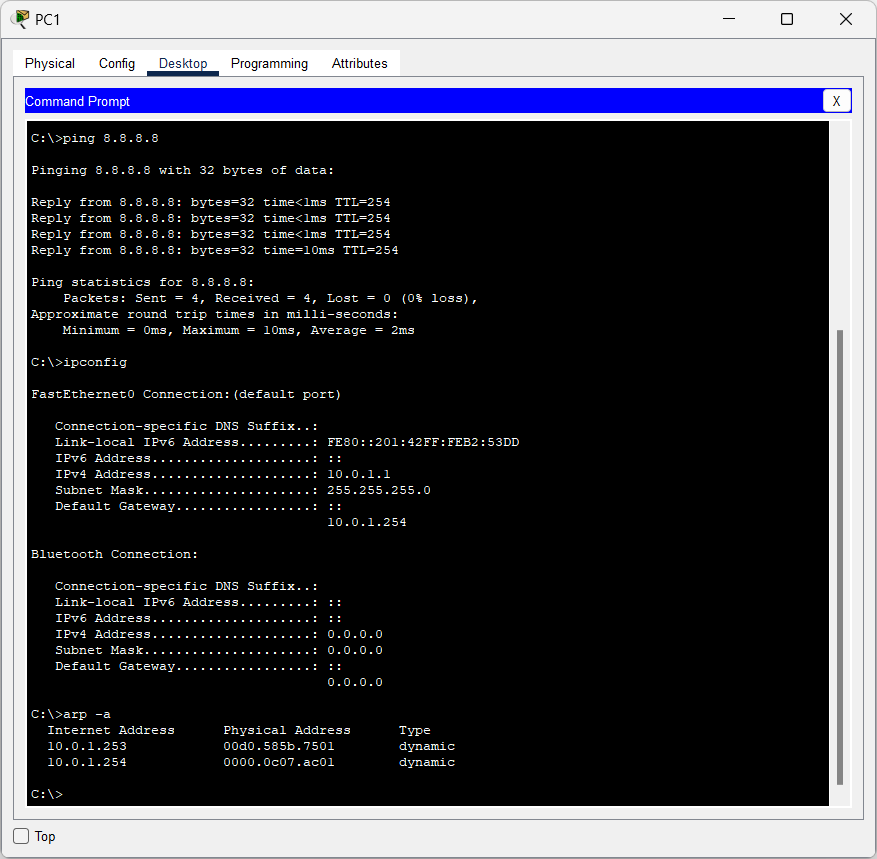 PC1
Physical Config Desktop Programming Attributes
Command Prompt X
C:\>ping 8.8.8.8
Pinging 8.8.8.8 with 32 bytes of data:
Reply from 8.8.8.8: bytes=32 time<1ms TTL=254
Reply from 8.8.8.8: bytes=32 time<1ms TTL=254
Reply from 8.8.8.8: bytes=32 time<1ms TTL=254
Reply from 8.8.8.8: bytes=32 time=10ms TTL=254
Ping statistics for 8.8.8.8:
    Packets: Sent = 4, Received = 4, Lost = 0 (0% loss),
Approximate round trip times in milli-seconds:
    Minimum = 0ms, Maximum = 10ms, Average = 2ms
C:\>ipconfig
FastEthernet0 Connection:(default port)
   Connection-specific DNS Suffix..:
   Link-local IPv6 Address.........: FE80::201:42FF:FEB2:53DD
   IPv6 Address....................: ::
   IPv4 Address....................: 10.0.1.1
   Subnet Mask.....................: 255.255.255.0
   Default Gateway.................: ::
                                     10.0.1.254
Bluetooth Connection:
   Connection-specific DNS Suffix..:
   Link-local IPv6 Address.........: ::
   IPv6 Address....................: ::
   IPv4 Address....................: 0.0.0.0
   Subnet Mask.....................: 0.0.0.0
   Default Gateway.................: ::
                                     0.0.0.0
C:\>arp -a
  Internet Address      Physical Address      Type
  10.0.1.253            00d0.585b.7501        dynamic
  10.0.1.254            0000.0c07.ac01        dynamic
C:\>
Top